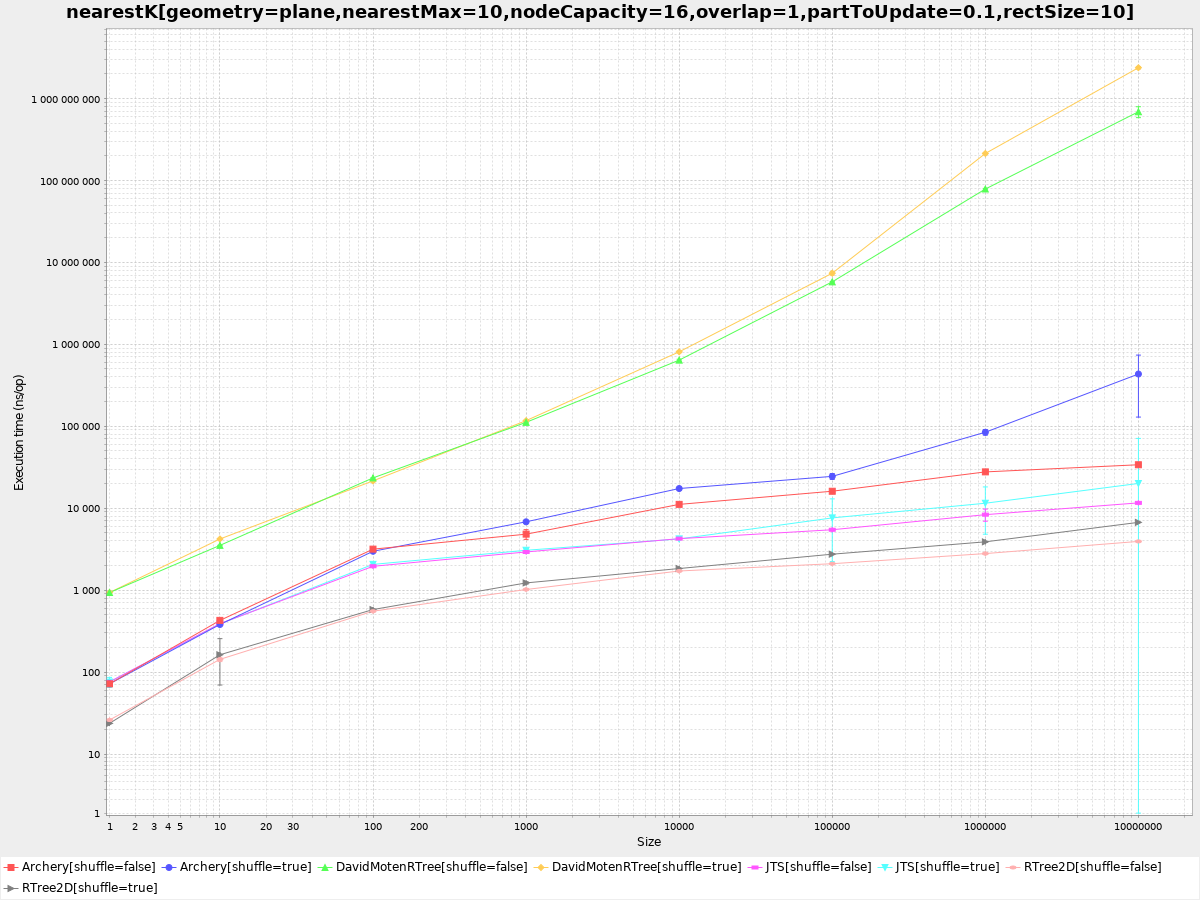 nearestK[geometry=plane,nearestMax=10,nodeCapacity=16,overlap=1,partToUpdate=0.1,rectSize=10]
Execution time (ns/op)
1 000 000 000
100 000 000
10 000 000
1 000 000
100 000
10 000
1 000
100
10
1
1 2 3 4 5 10 20 30 100 200 1000 10000 100000 1000000 10000000
Size
Archery[shuffle=false] Archery[shuffle=true] DavidMotenRTree[shuffle=false] DavidMotenRTree[shuffle=true] JTS[shuffle=false] JTS[shuffle=true] RTree2D[shuffle=false]
RTree2D[shuffle=true]